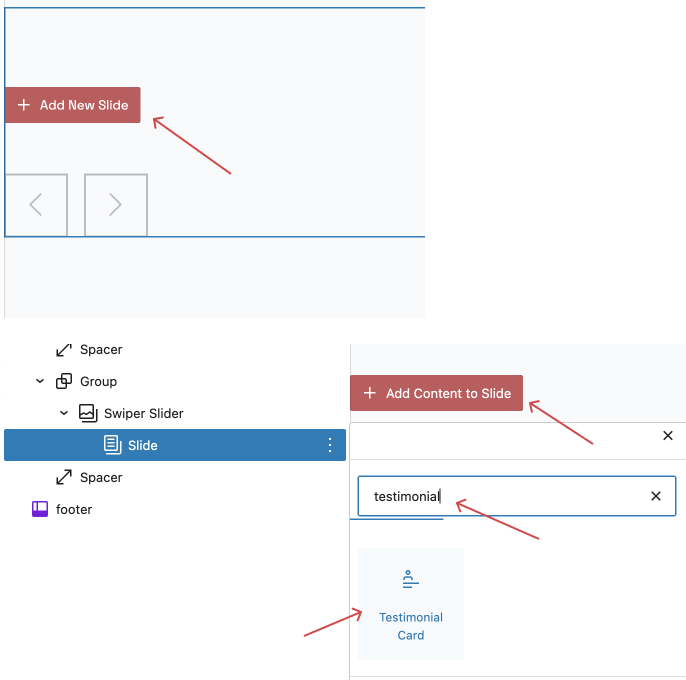 Add New Slide
Spacer
Group
Swiper Slider
Slide
Spacer
footer
Add Content to Slide
testimonial
Testimonial
Card